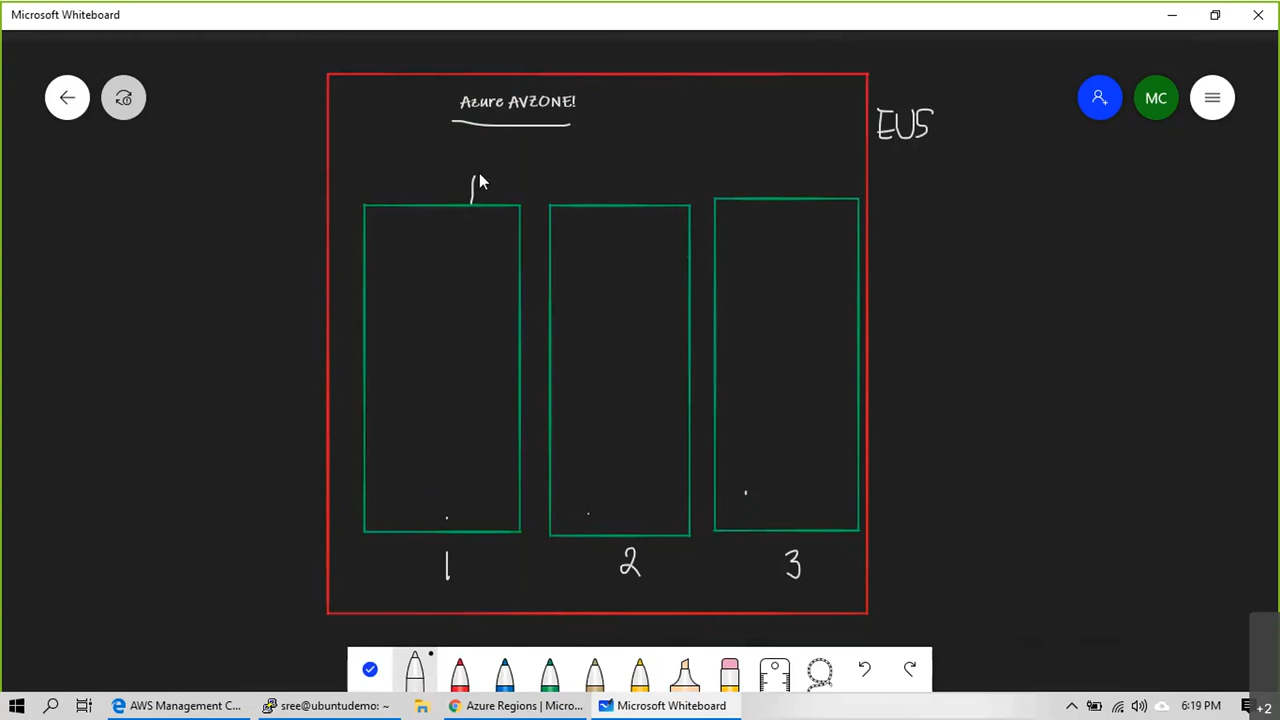 Microsoft Whiteboard
Azure AVZONE!
MC
EUS
1 2 3
AWS Management C...
sree@ubuntudemo: ~
Azure Regions | Micro...
Microsoft Whiteboard
6:19 PM
+2